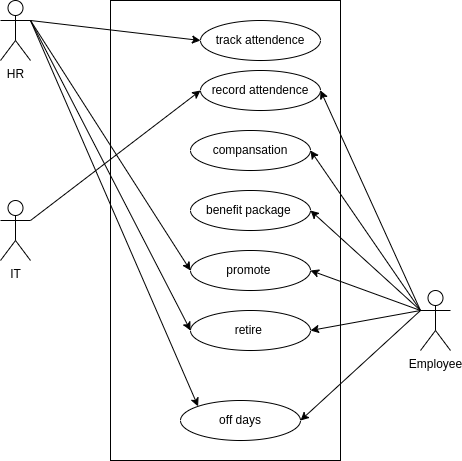 HR
track attendence
record attendence
compansation
benefit package
IT
promote
retire
Employee
off days